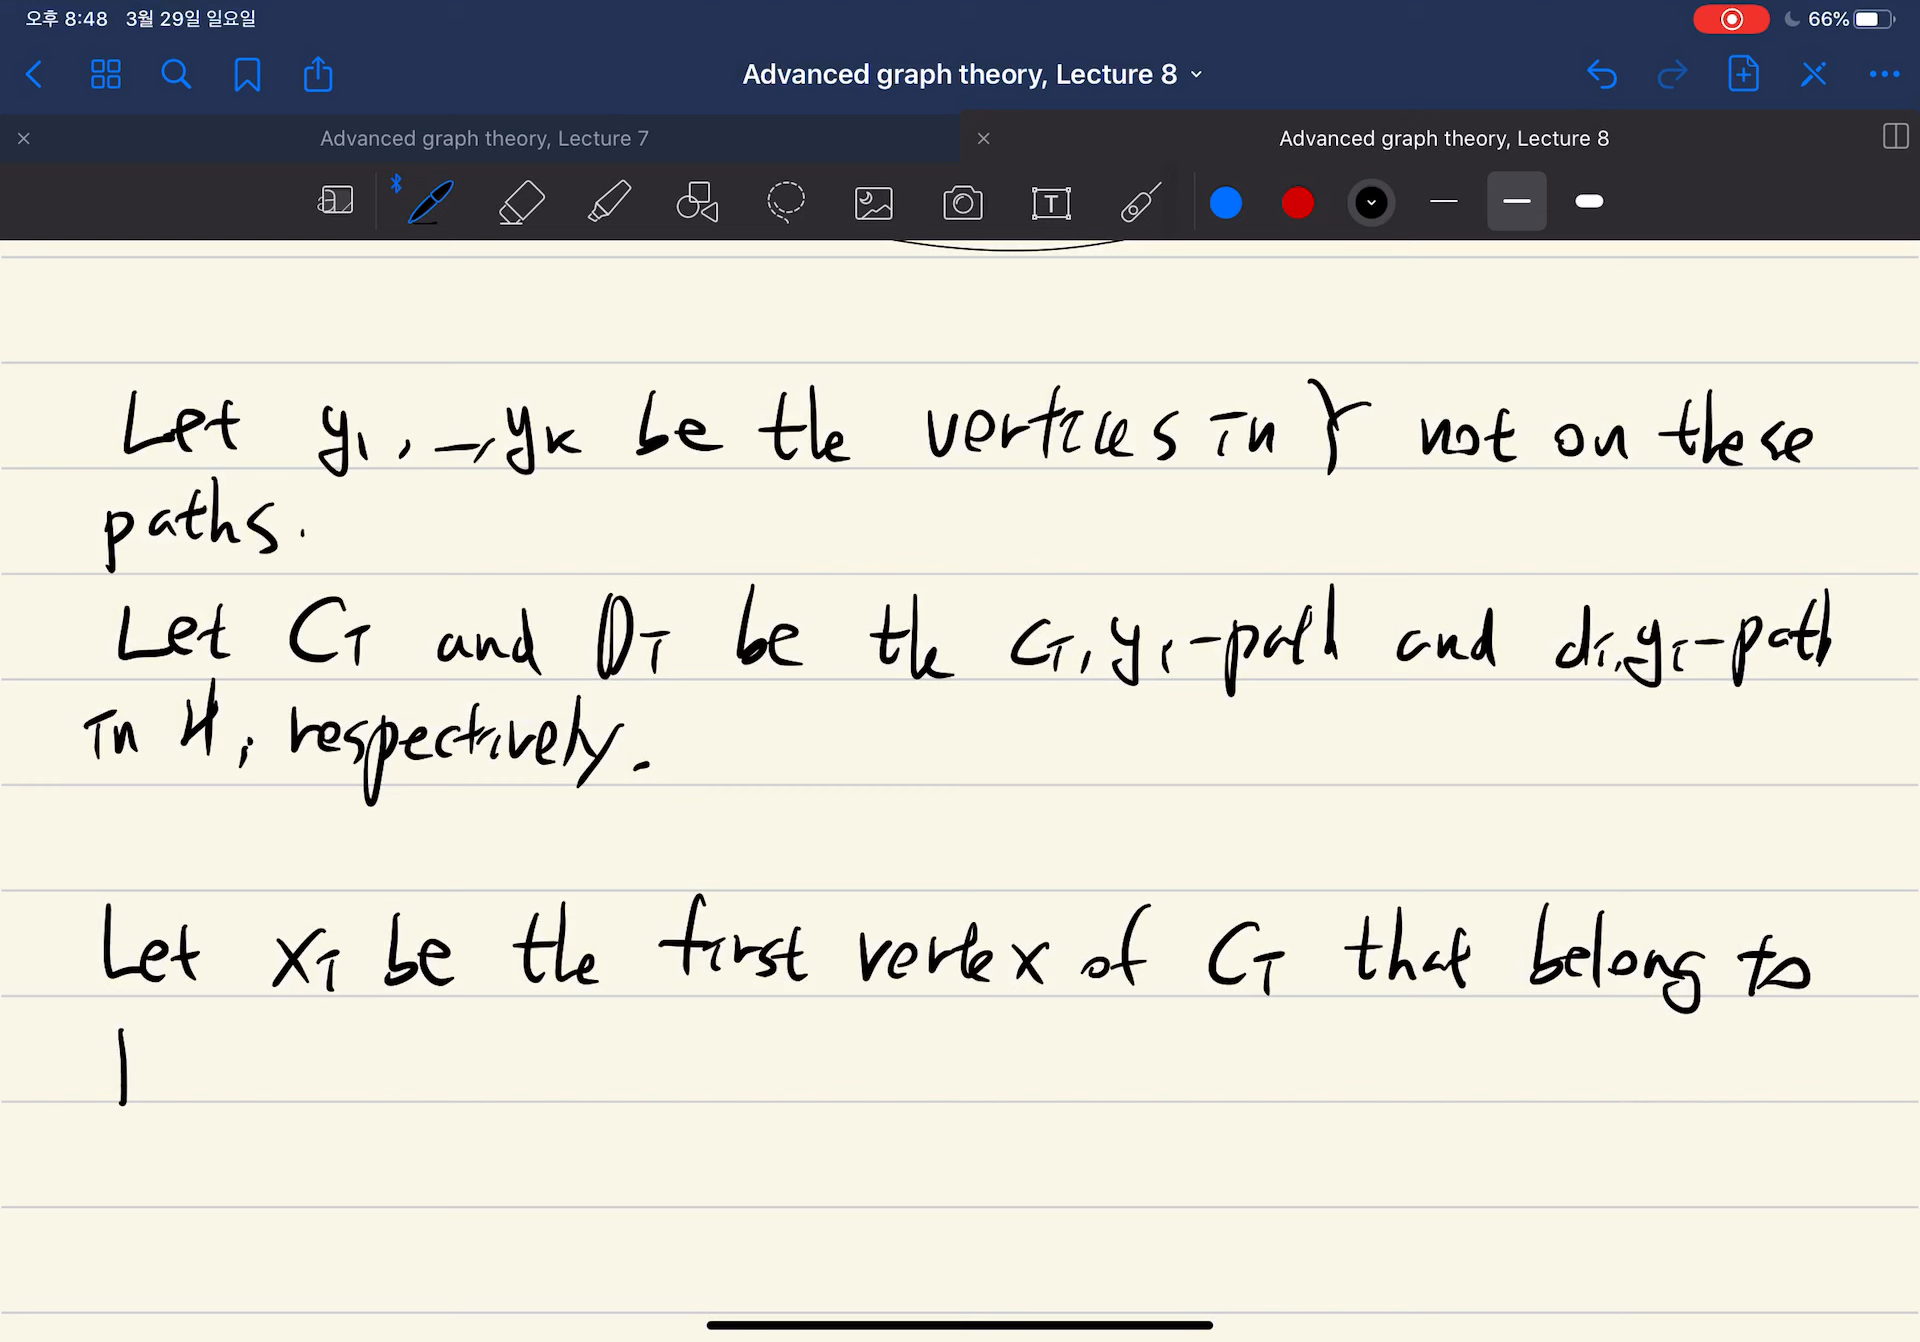 오후 8:48 3월 29일 일요일 66%
Advanced graph theory, Lecture 8
Advanced graph theory, Lecture 7 Advanced graph theory, Lecture 8
Let y₁, –, yₖ be the vertices in Y not on these
paths.
Let Cᵢ and Dᵢ be the cᵢ,yᵢ-path and dᵢ,yᵢ-path
in H, respectively.
Let xᵢ be the first vertex of Cᵢ that belong to